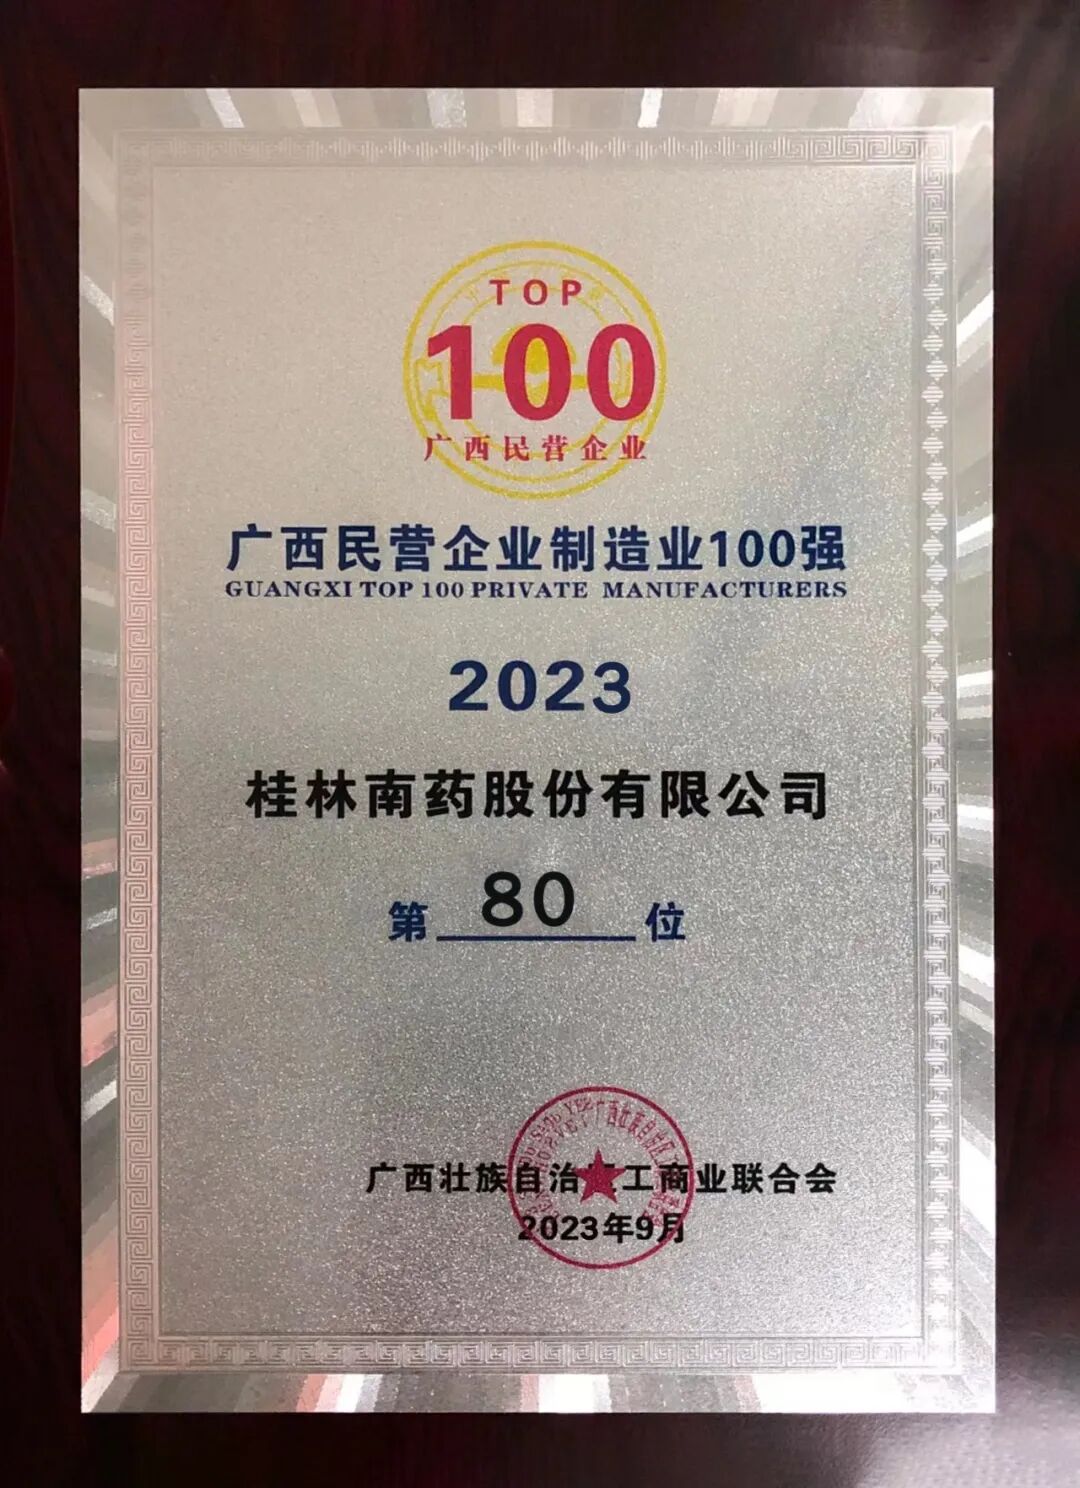 TOP
100
广西民营企业
广西民营企业制造业100强
GUANGXI TOP 100 PRIVATE MANUFACTURERS
2023
桂林南药股份有限公司
第 80 位
广西壮族自治 工商业联合会
2023年9月